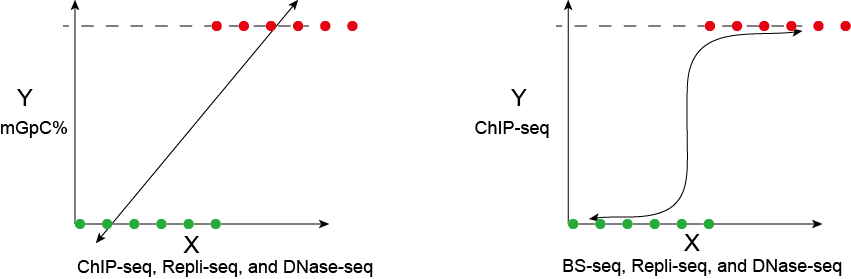 Y
mGpC%
X
ChIP-seq, Repli-seq, and DNase-seq
Y
ChIP-seq
X
BS-seq, Repli-seq, and DNase-seq